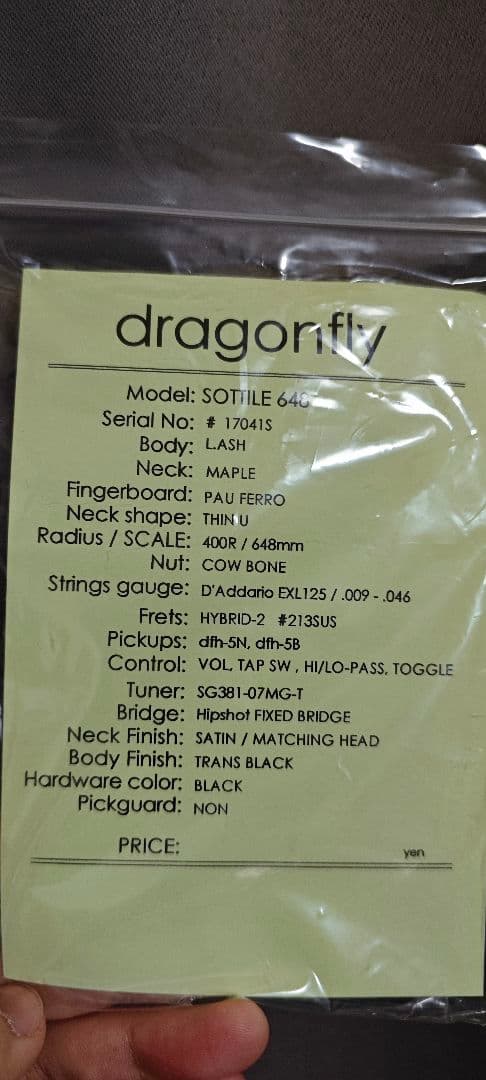 dragonfly
Model: SOTTILE 648
Serial No: # 17041S
Body: L.ASH
Neck: MAPLE
Fingerboard: PAU FERRO
Neck shape: THIN U
Radius / SCALE: 400R / 648mm
Nut: COW BONE
Strings gauge: D'Addario EXL125 / .009 - .046
Frets: HYBRID-2 #213SUS
Pickups: dfh-5N, dfh-5B
Control: VOL, TAP SW , HI/LO-PASS, TOGGLE
Tuner: SG381-07MG-T
Bridge: Hipshot FIXED BRIDGE
Neck Finish: SATIN / MATCHING HEAD
Body Finish: TRANS BLACK
Hardware color: BLACK
Pickguard: NON
PRICE: yen